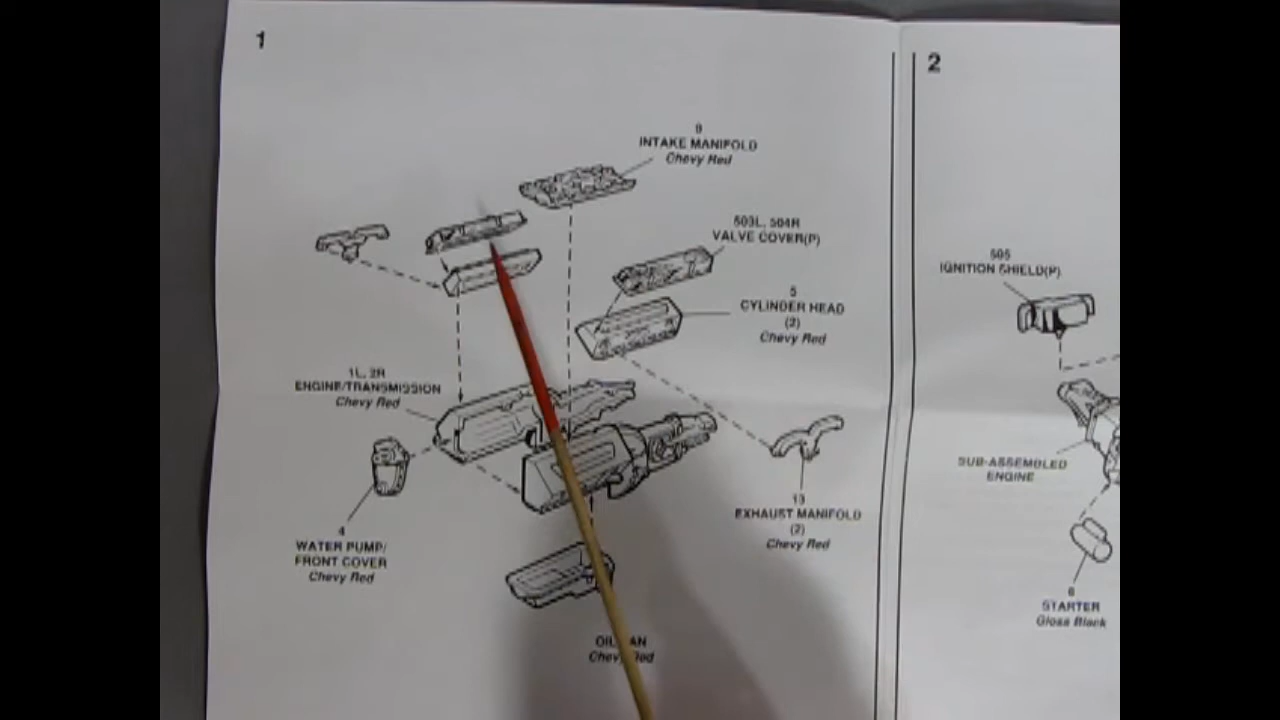 1
9
INTAKE MANIFOLD
Chevy Red
503L, 504R
VALVE COVER(P)
5
CYLINDER HEAD
(2)
Chevy Red
1L, 2R
ENGINE/TRANSMISSION
Chevy Red
4
WATER PUMP/
FRONT COVER
Chevy Red
13
EXHAUST MANIFOLD
(2)
Chevy Red
OIL AN
Chevy Red
2
505
IGNITION SHIELD(P)
SUB-ASSEMBLED
ENGINE
STARTER
Gloss Black